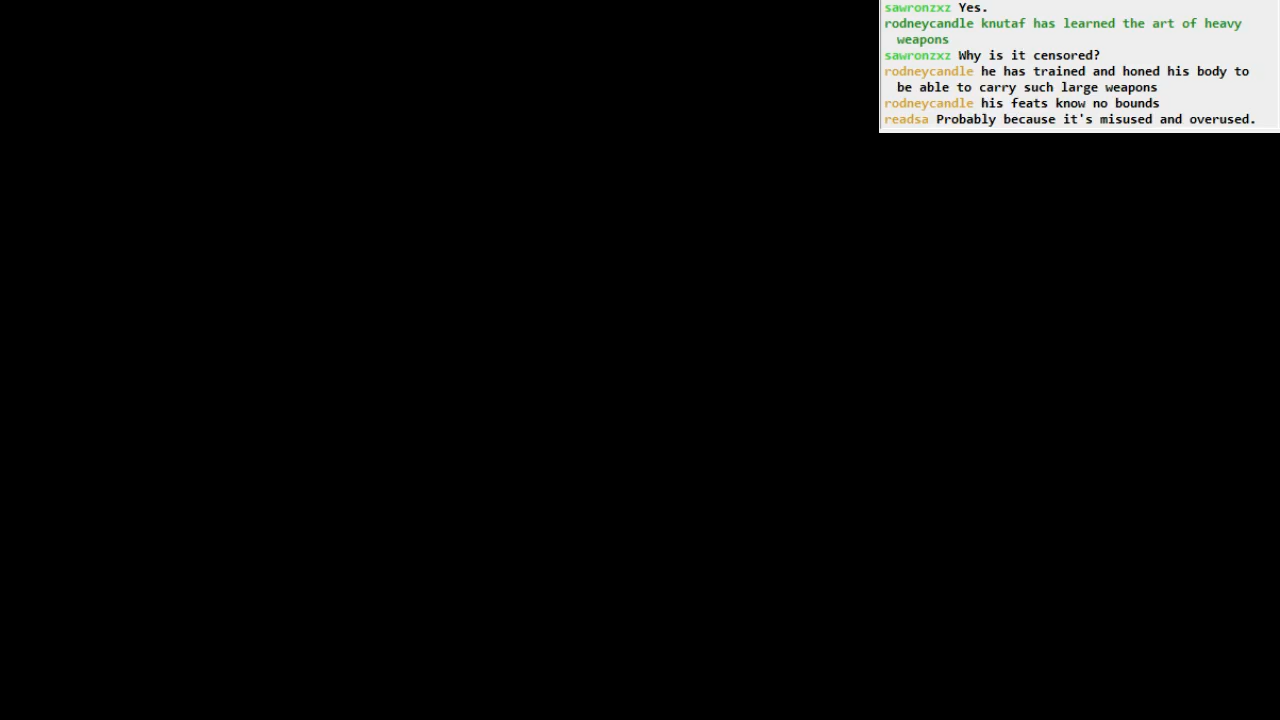 sawronzxz Yes.
rodneycandle knutaf has learned the art of heavy
weapons
sawronzxz Why is it censored?
rodneycandle he has trained and honed his body to
be able to carry such large weapons
rodneycandle his feats know no bounds
readsa Probably because it's misused and overused.